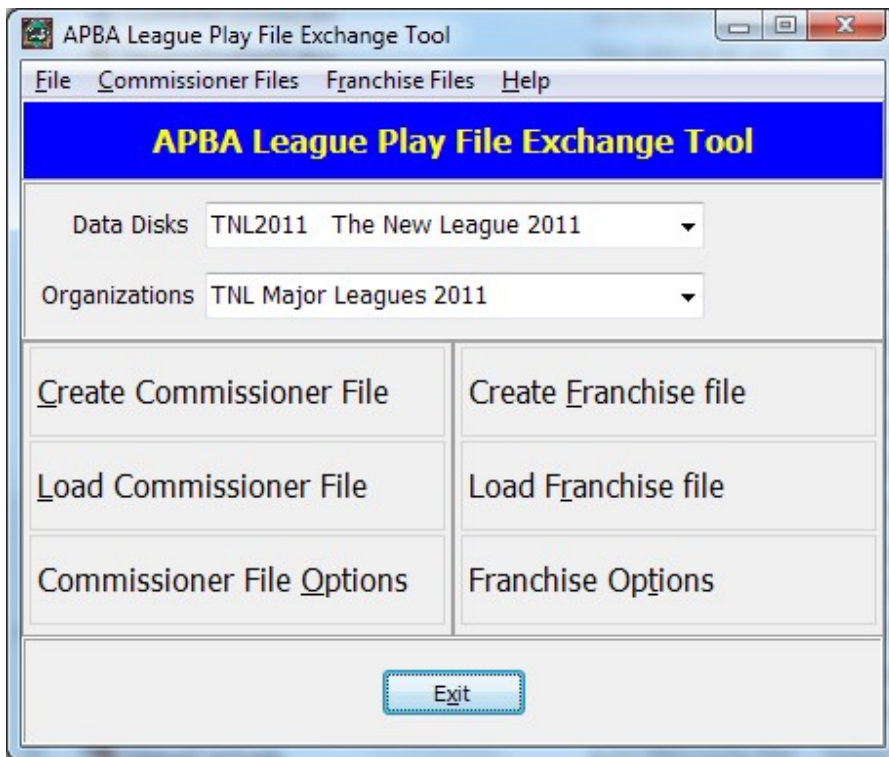 APBA League Play File Exchange Tool
File Commissioner Files Franchise Files Help
APBA League Play File Exchange Tool
Data Disks TNL2011 The New League 2011
Organizations TNL Major Leagues 2011
Create Commissioner File Create Franchise file
Load Commissioner File Load Franchise file
Commissioner File Options Franchise Options
Exit